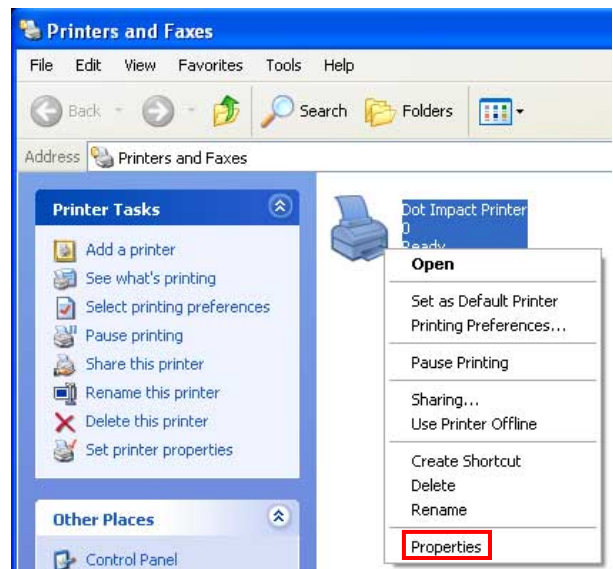 Printers and Faxes
File Edit View Favorites Tools Help
Back Search Folders
Address Printers and Faxes
Printer Tasks
Add a printer
See what's printing
Select printing preferences
Pause printing
Share this printer
Rename this printer
Delete this printer
Set printer properties
Other Places
Control Panel
Dot Impact Printer
0
Ready
Open
Set as Default Printer
Printing Preferences...
Pause Printing
Sharing...
Use Printer Offline
Create Shortcut
Delete
Rename
Properties